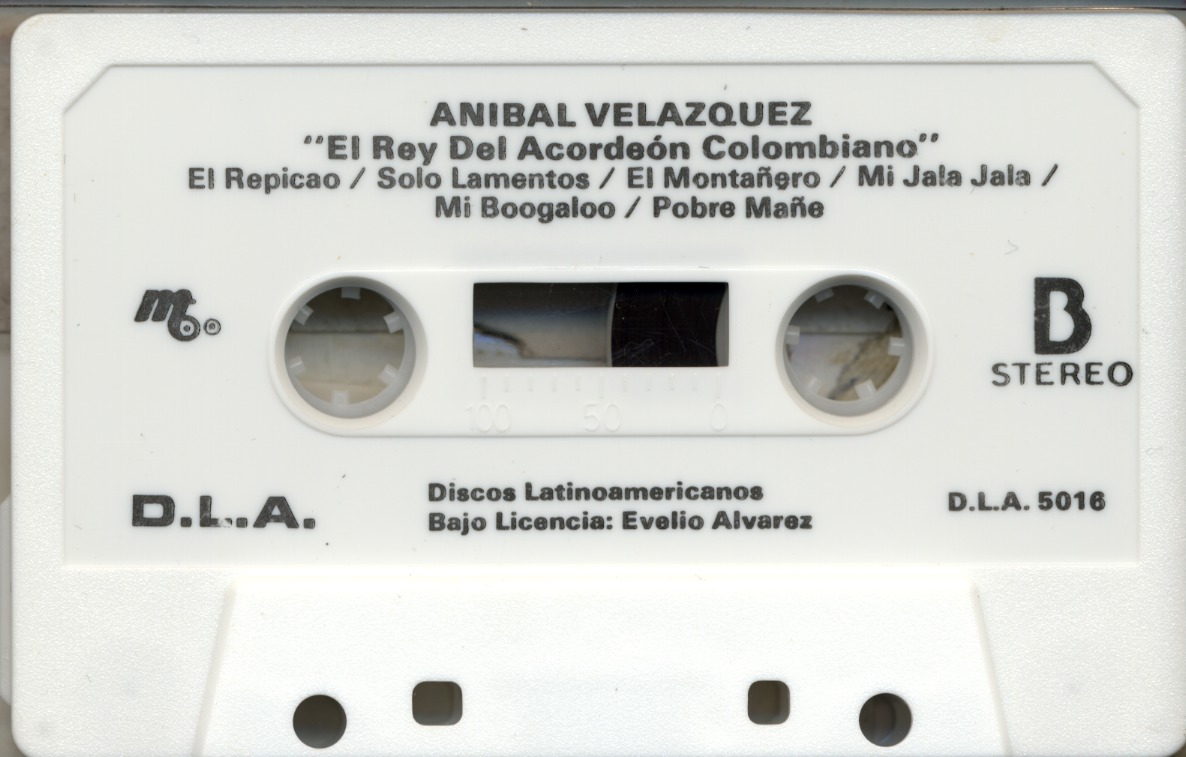 ANIBAL VELAZQUEZ
“El Rey Del Acordeón Colombiano”
El Repicao / Solo Lamentos / El Montañero / Mi Jala Jala /
Mi Boogaloo / Pobre Mañe
B
STEREO
100 50 0
D.L.A.
Discos Latinoamericanos
Bajo Licencia: Evelio Alvarez
D.L.A. 5016